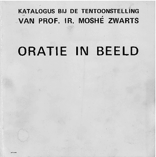 KATALOGUS BIJ DE TENTOONSTELLING
VAN PROF. IR. MOSHÉ ZWARTS
ORATIE IN BEELD